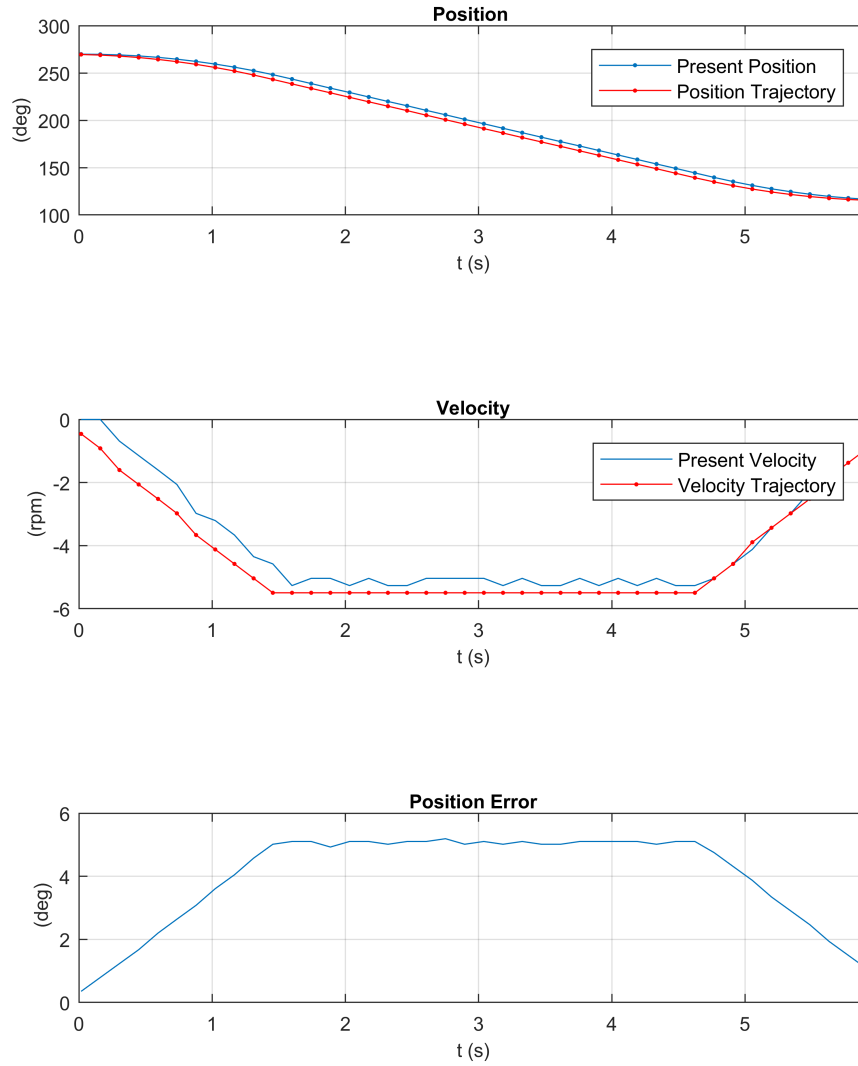 Position
300
250
200
150
100
(deg)
Present Position
Position Trajectory
0 1 2 3 4 5
t (s)
Velocity
0
-2
-4
-6
(rpm)
Present Velocity
Velocity Trajectory
0 1 2 3 4 5
t (s)
Position Error
6
4
2
0
(deg)
0 1 2 3 4 5
t (s)